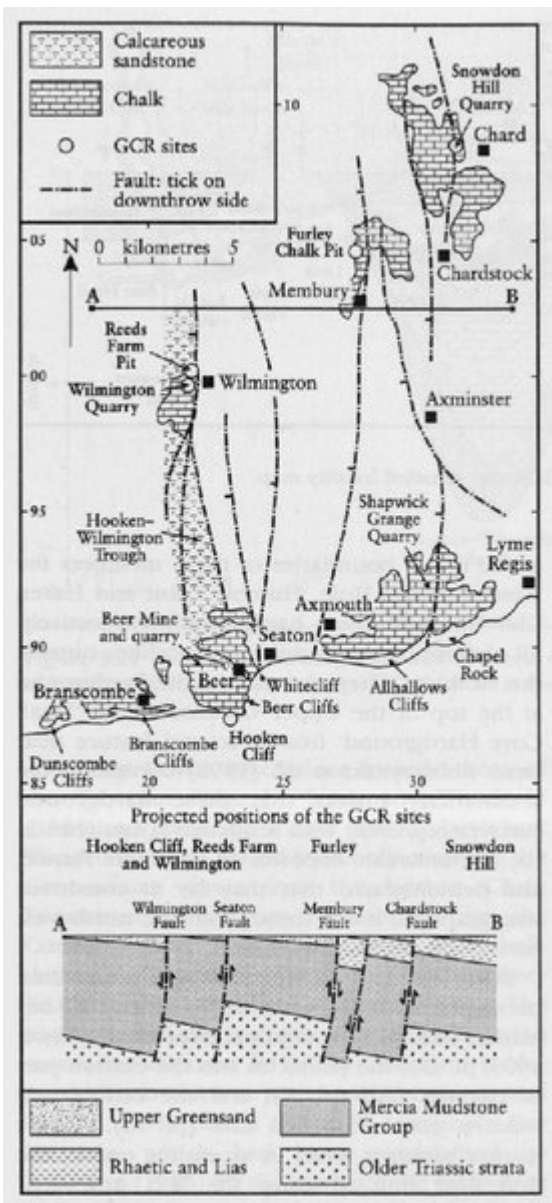 Calcareous
sandstone
Chalk
GCR sites
Fault: tick on
downthrow side
10
Snowdon
Hill
Quarry
Chard
05
N
0 kilometres 5
Furley
Chalk Pit
Chardstock
Membury
A
B
Reeds
Farm
Pit
00
Wilmington
Quarry
Wilmington
Axminster
95
Shapwick
Grange
Quarry
Hooken–
Wilmington
Trough
Lyme
Regis
Beer Mine
and quarry
Axmouth
Seaton
90
Beer
Whitecliff
Chapel
Rock
Branscombe
Beer Cliffs
Allhallows
Cliffs
Hooken
Cliff
Branscombe
Cliffs
Dunscombe
Cliffs
85
20
25
30
Projected positions of the GCR sites
Hooken Cliff, Reeds Farm
and Wilmington
Furley
Snowdon
Hill
A
Wilmington
Fault
Seaton
Fault
Membury
Fault
Chardstock
Fault
B
Upper Greensand
Mercia Mudstone
Group
Rhaetic and Lias
Older Triassic strata